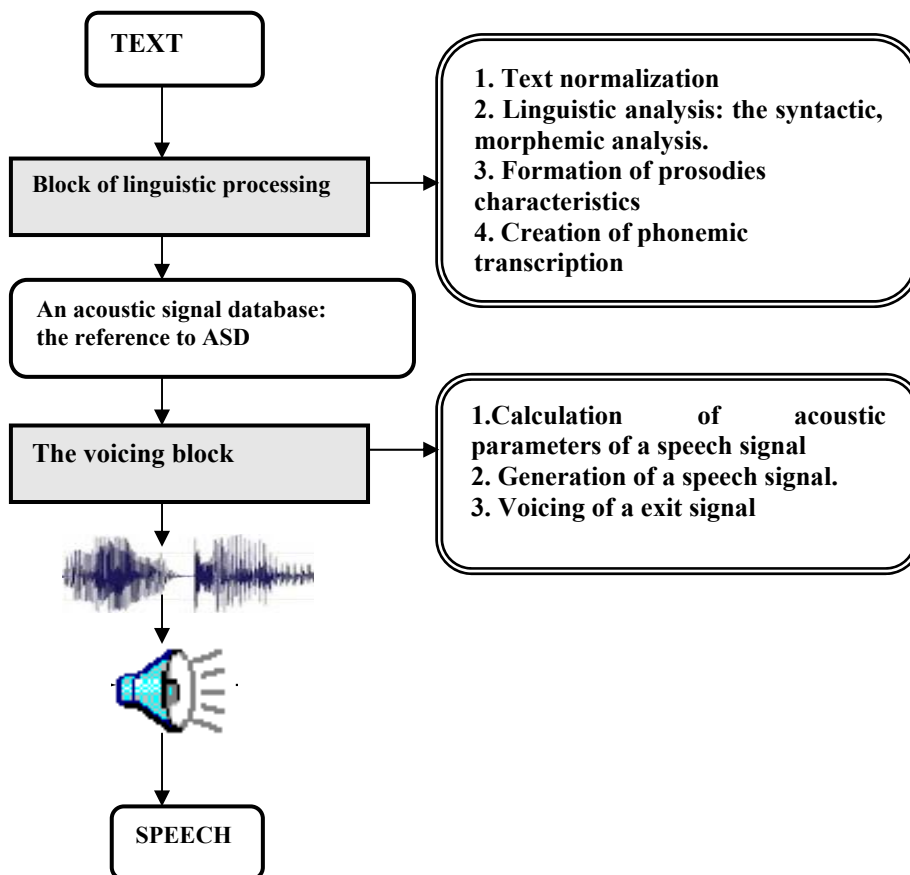 TEXT
1. Text normalization
2. Linguistic analysis: the syntactic,
morphemic analysis.
3. Formation of prosodies
characteristics
4. Creation of phonemic
transcription
Block of linguistic processing
An acoustic signal database:
the reference to ASD
1.Calculation of acoustic
parameters of a speech signal
2. Generation of a speech signal.
3. Voicing of a exit signal
The voicing block
SPEECH